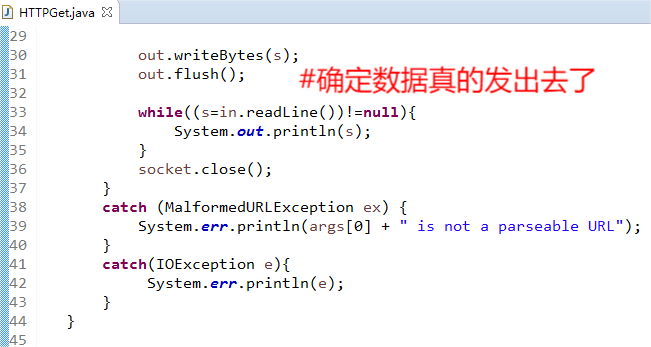 HTTPGet.java
29
30 out.writeBytes(s);
31 out.flush(); #确定数据真的发出去了
32
33 while((s=in.readLine())!=null){
34 System.out.println(s);
35 }
36 socket.close();
37 }
38 catch (MalformedURLException ex) {
39 System.err.println(args[0] + " is not a parseable URL");
40 }
41 catch(IOException e){
42 System.err.println(e);
43 }
44 }
45